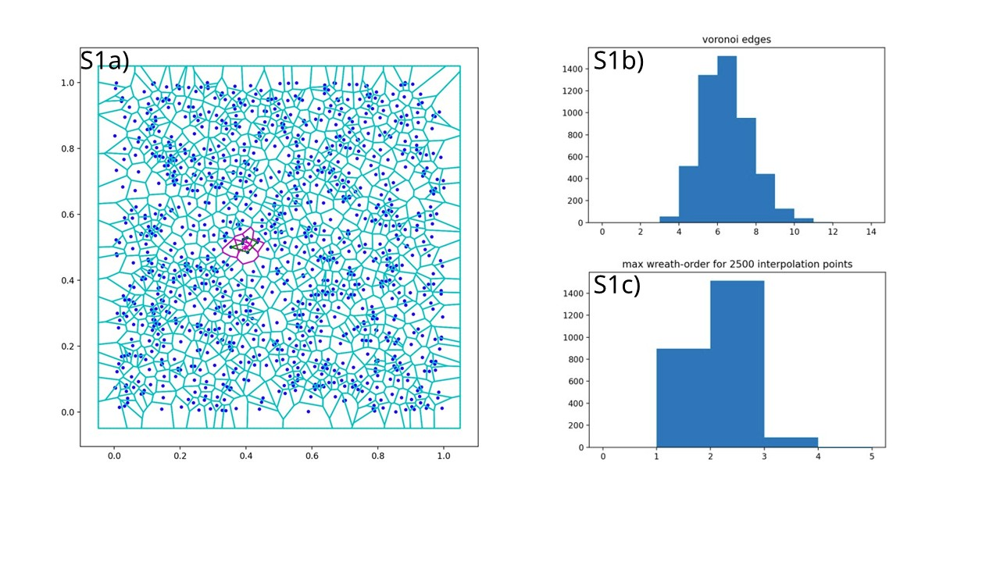 S1a)
1.0
0.8
0.6
0.4
0.2
0.0
0.0 0.2 0.4 0.6 0.8 1.0
voronoi edges
S1b)
1400
1200
1000
800
600
400
200
0
0 2 4 6 8 10 12 14
max wreath-order for 2500 interpolation points
S1c)
1400
1200
1000
800
600
400
200
0
0 1 2 3 4 5